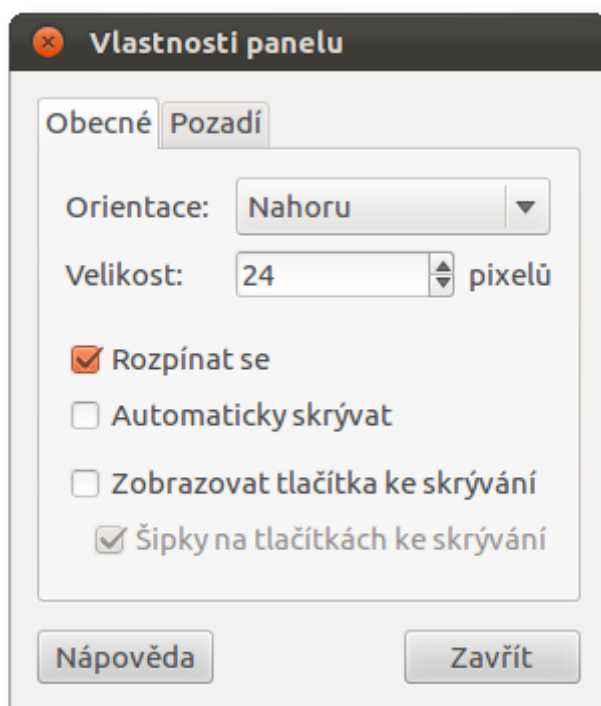 Vlastnosti panelu
Obecné Pozadí
Orientace: Nahoru
Velikost: 24 pixelů
Rozpínat se
Automaticky skrývat
Zobrazovat tlačítka ke skrývání
Šipky na tlačítkách ke skrývání
Nápověda Zavřít